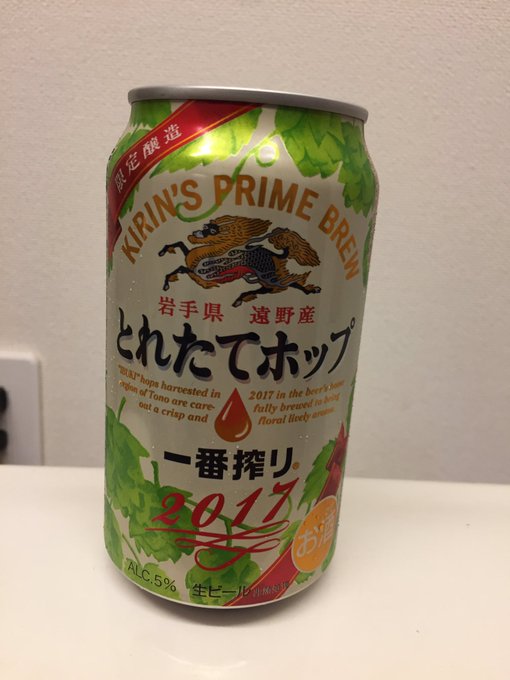 限定醸造
KIRIN'S PRIME BREW
岩手県 遠野産
とれたてホップ
"IBUKI" hops harvested in 2017 in the beer's home
region of Tono are care- fully brewed to bring
out a crisp and floral lively aroma.
一番搾り®
2017
お酒
ALC.5% 生ビール